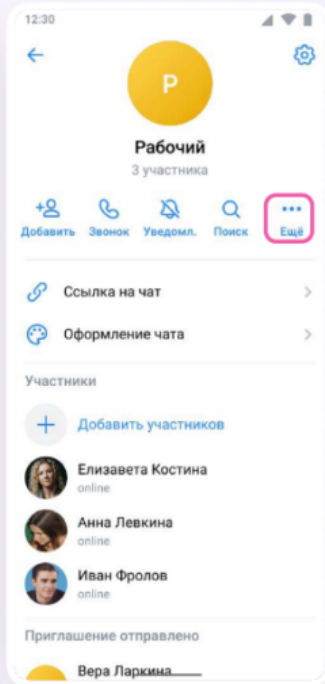 12:30
Р
Рабочий
3 участника
Добавить Звонок Уведомл. Поиск Ещё
Ссылка на чат
Оформление чата
Участники
Добавить участников
Елизавета Костина
online
Анна Левкина
online
Иван Фролов
online
Приглашение отправлено
Вера Ларкина